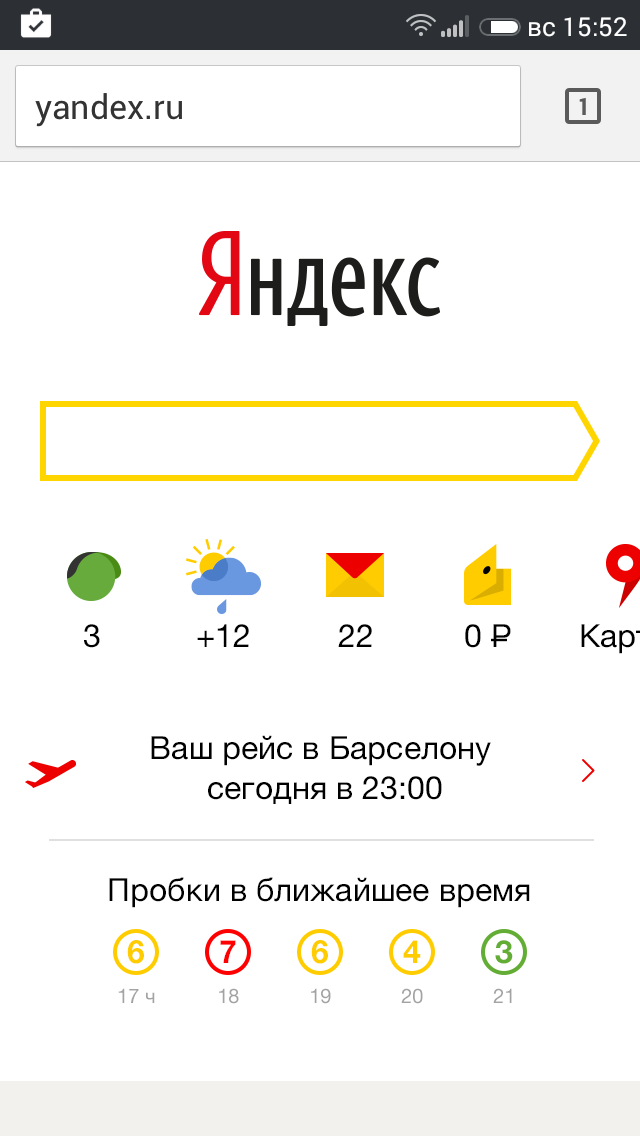 вс 15:52
yandex.ru
1
Яндекс
3 +12 22 0 ₽ Карт
Ваш рейс в Барселону
сегодня в 23:00
Пробки в ближайшее время
6 7 6 4 3
17 ч 18 19 20 21